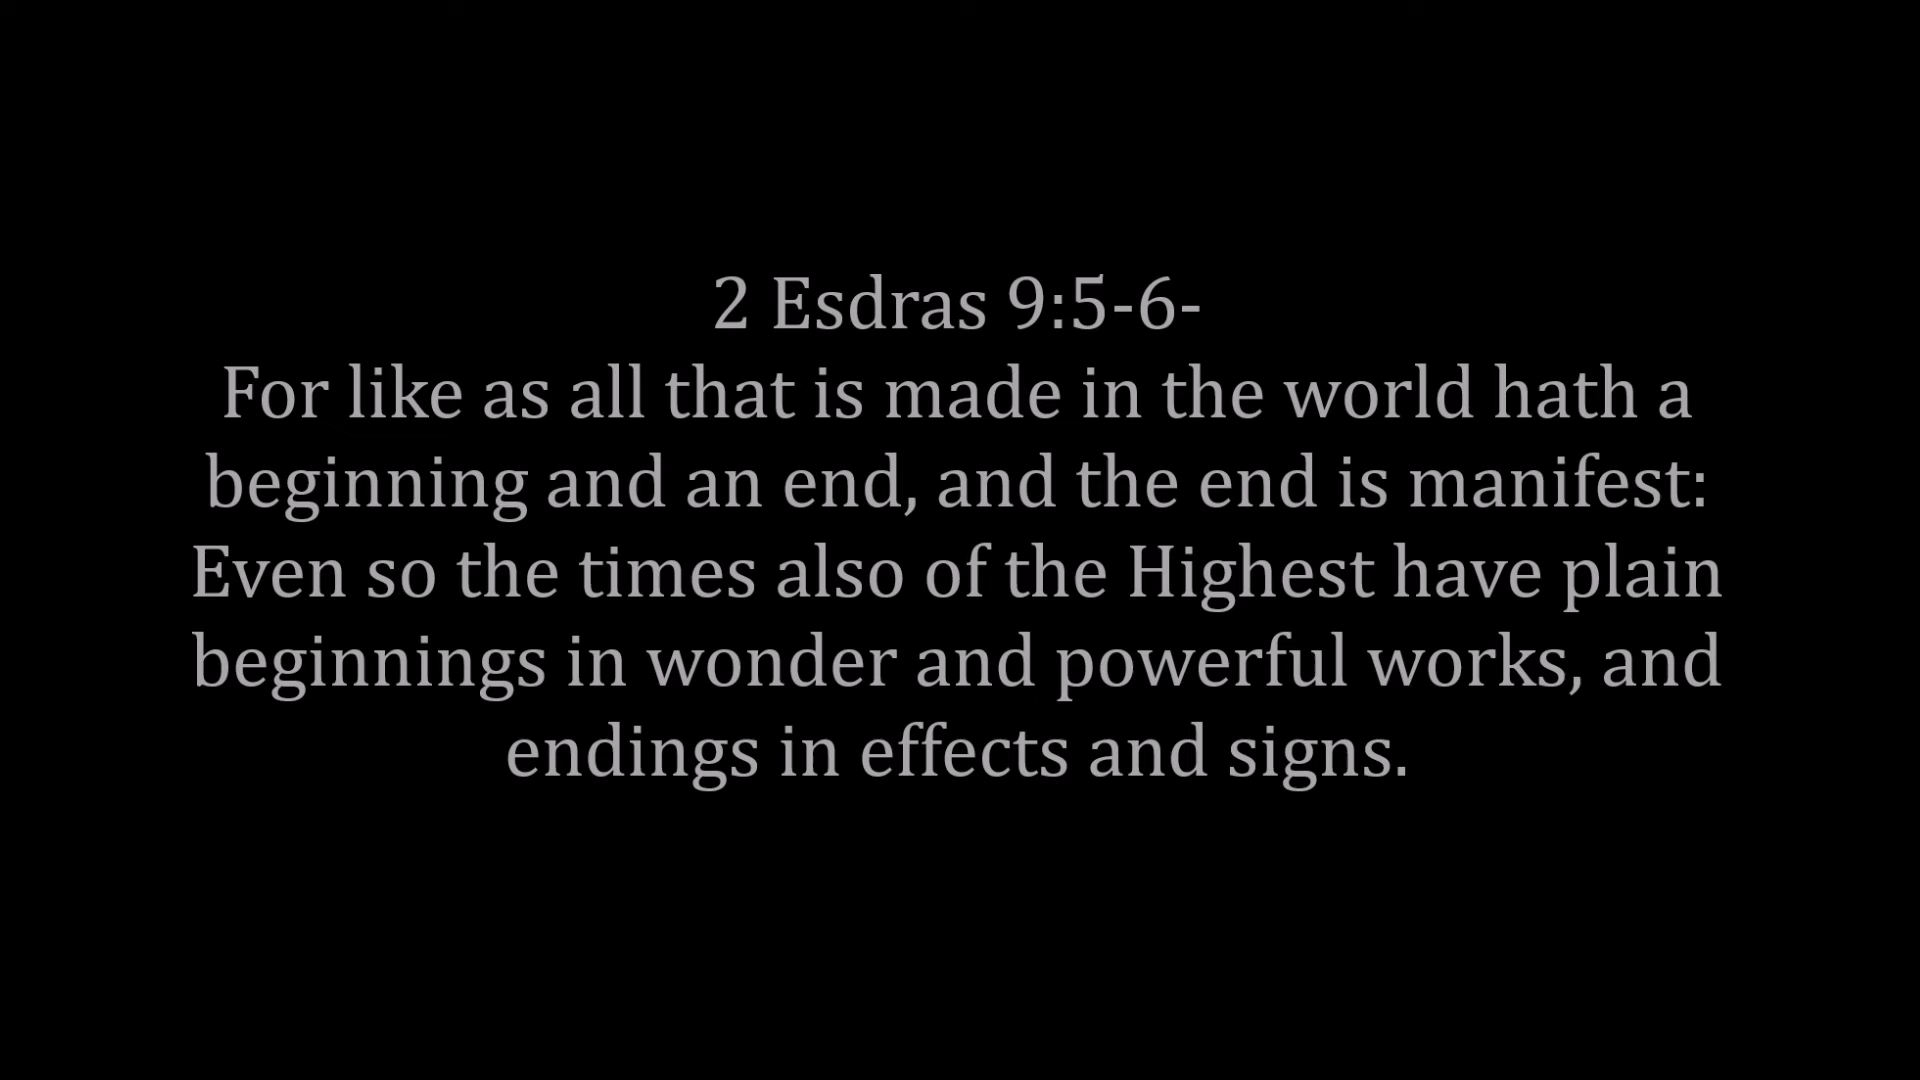 2 Esdras 9:5-6-
For like as all that is made in the world hath a
beginning and an end, and the end is manifest:
Even so the times also of the Highest have plain
beginnings in wonder and powerful works, and
endings in effects and signs.